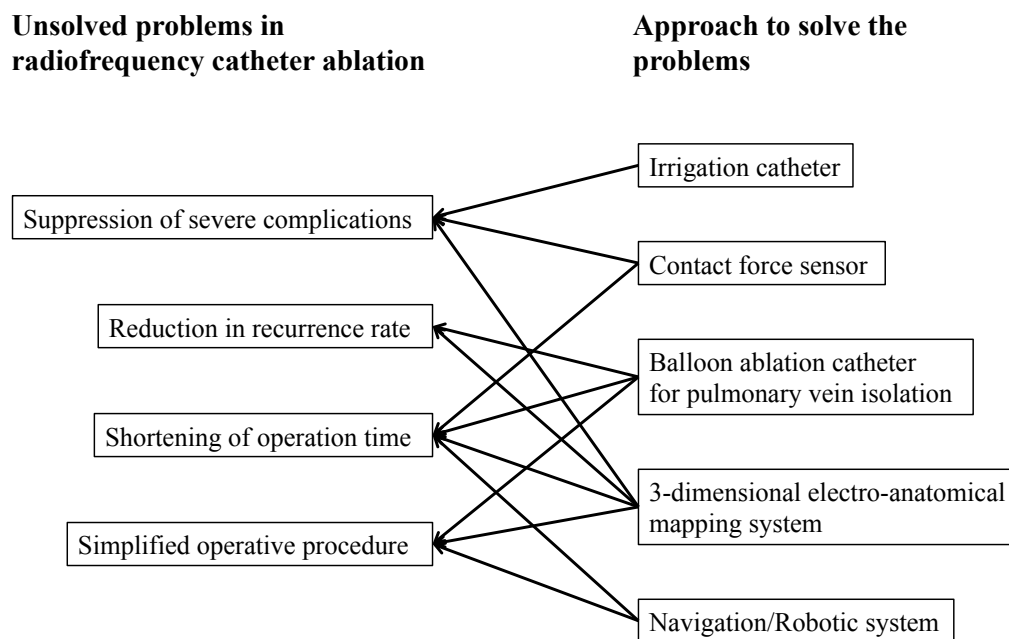 Unsolved problems in
radiofrequency catheter ablation
Approach to solve the
problems
Irrigation catheter
Suppression of severe complications
Contact force sensor
Reduction in recurrence rate
Balloon ablation catheter
for pulmonary vein isolation
Shortening of operation time
3-dimensional electro-anatomical
mapping system
Simplified operative procedure
Navigation/Robotic system